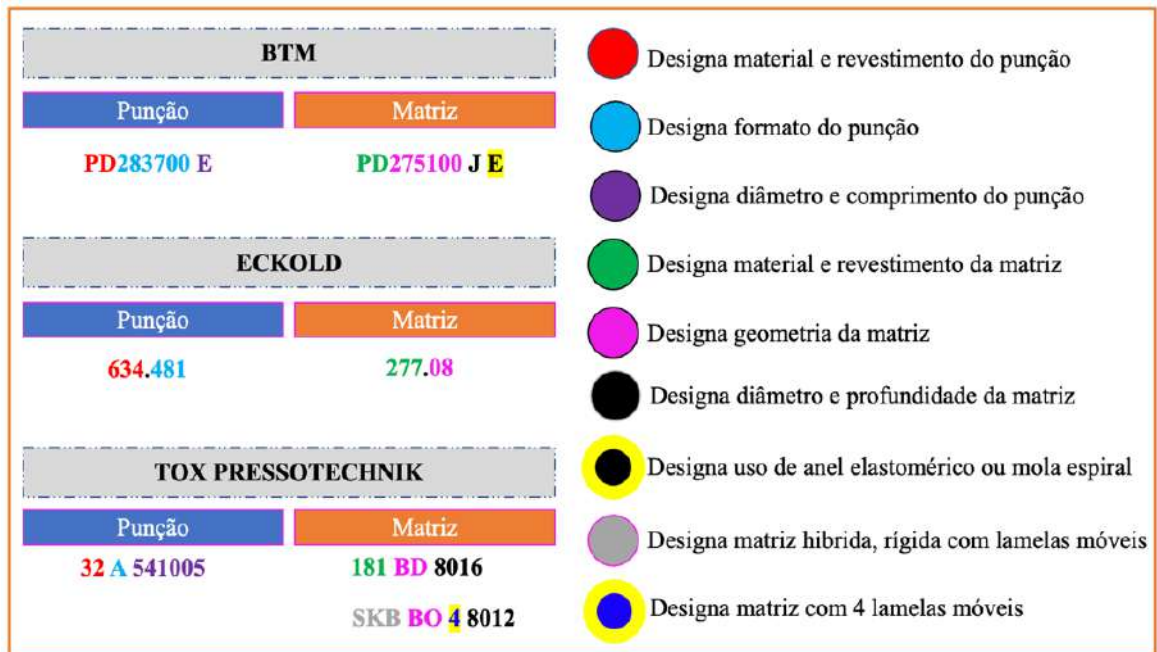 BTM
Punção Matriz
PD283700 E PD275100 J E
ECKOLD
Punção Matriz
634.481 277.08
TOX PRESSOTECHNIK
Punção Matriz
32 A 541005 181 BD 8016
SKB BO 4 8012
Designa material e revestimento do punção
Designa formato do punção
Designa diâmetro e comprimento do punção
Designa material e revestimento da matriz
Designa geometria da matriz
Designa diâmetro e profundidade da matriz
Designa uso de anel elastomérico ou mola espiral
Designa matriz hibrida, rígida com lamelas móveis
Designa matriz com 4 lamelas móveis